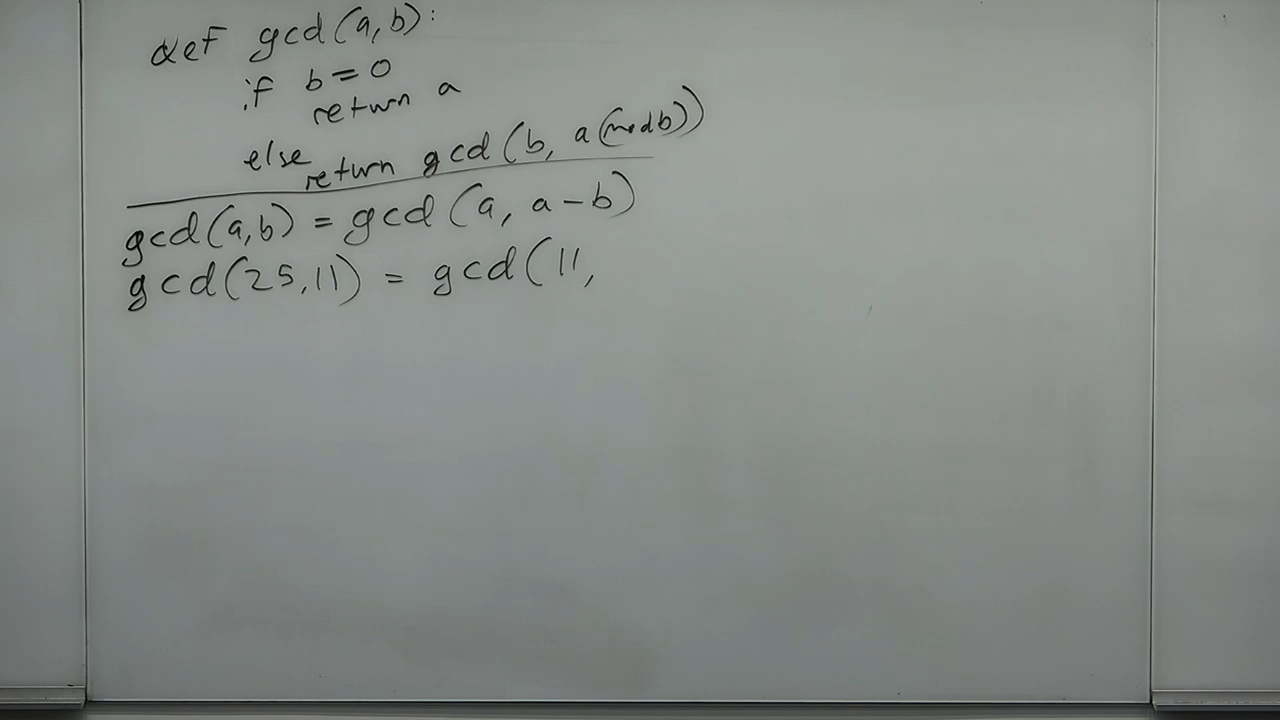 def gcd(a,b):
if b=0
return a
else
return gcd(b, a(mod b))
gcd(a,b) = gcd(a, a-b)
gcd(25,11) = gcd(11,